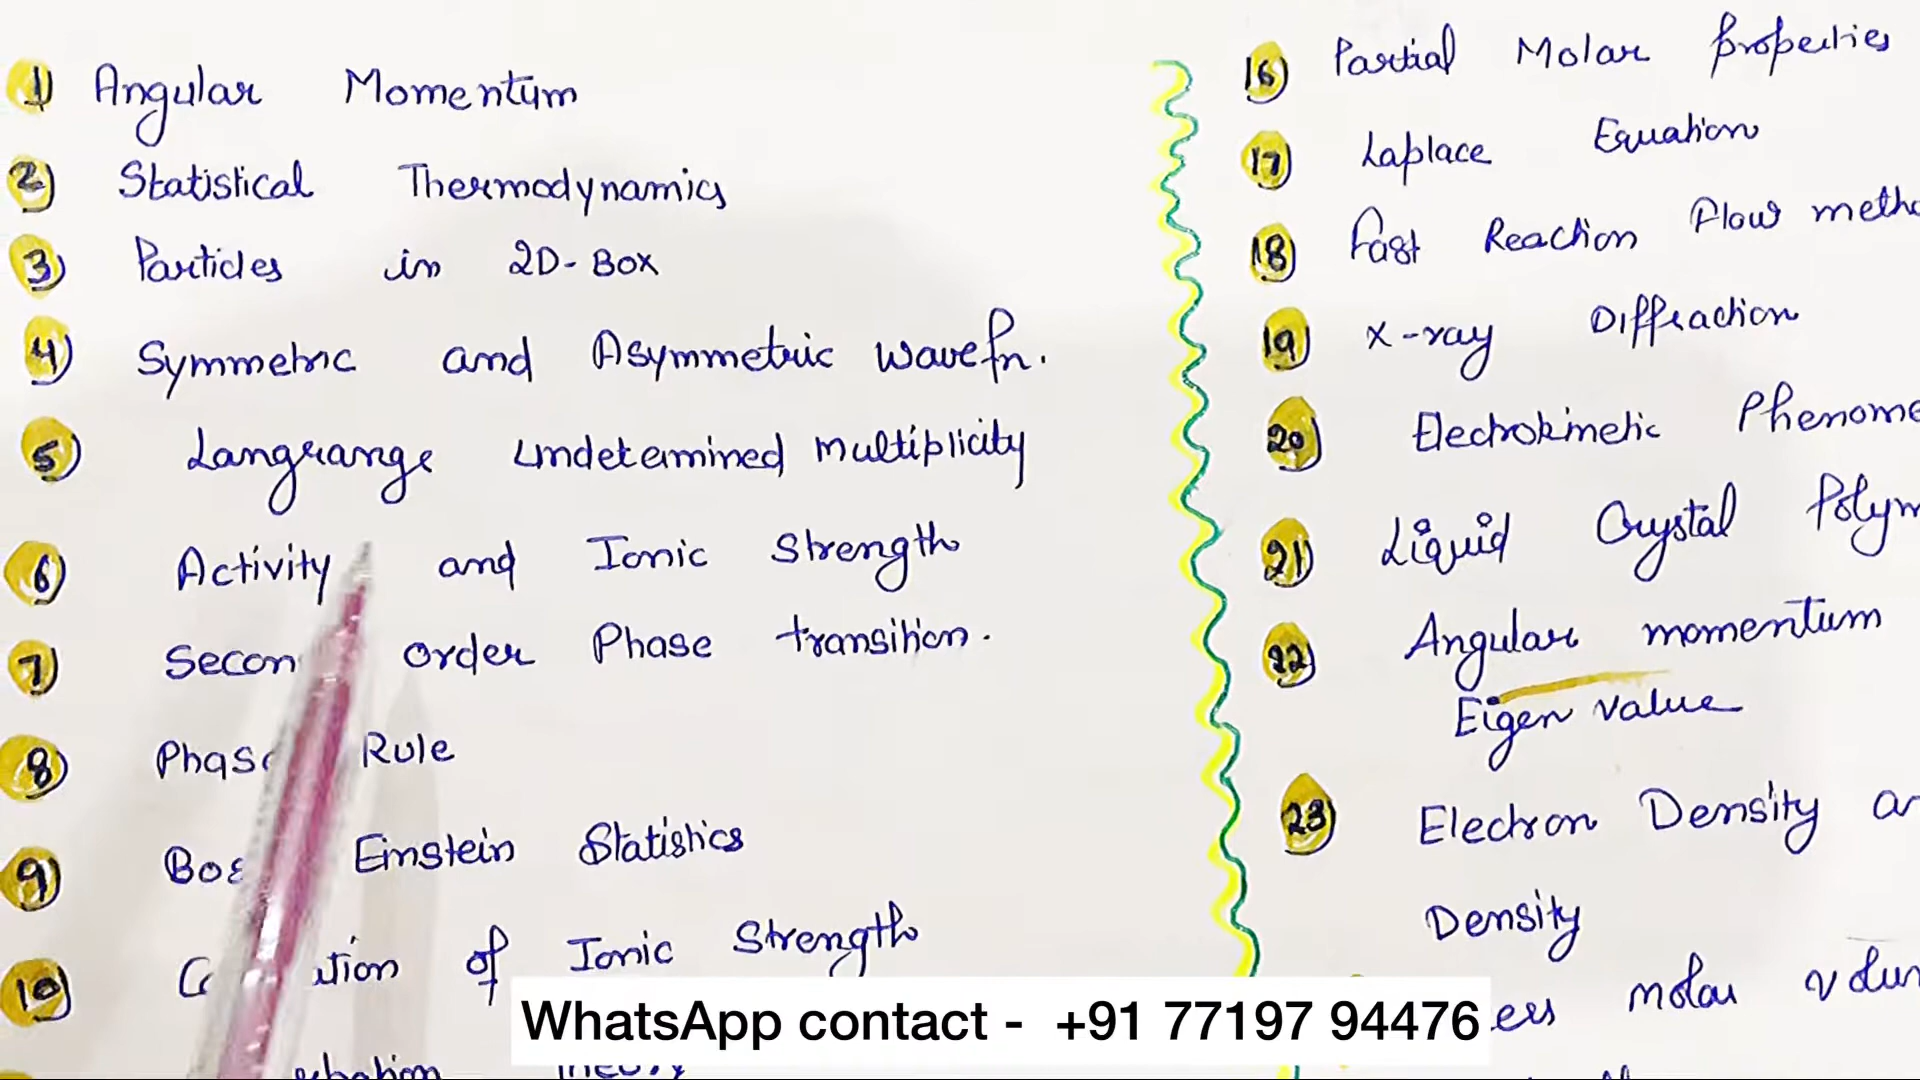 1) Angular Momentum
2) Statistical Thermodynamics
3) Particles in 2D-Box
4) Symmetric and Asymmetric wavefn.
5) Langrange undetermined multiplicity
6) Activity and Ionic Strength
7) order Phase transition.
8) Rule
9) Einstein Statistics
10) of Ionic Strength
16) Partial Molar properties
17) Laplace Equation
18) Fast Reaction Flow
19) X-ray Diffraction
20) Electrokinetic
21) Liquid Crystal
22) Angular momentum
Eigen value
23) Electron Density
Density
molar
WhatsApp contact - +91 77197 94476